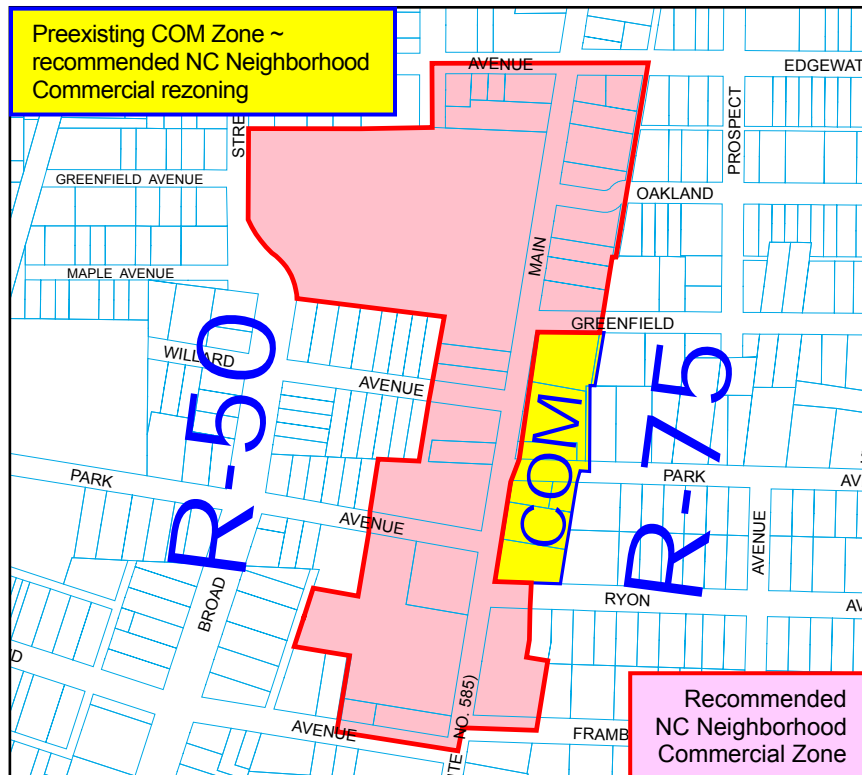 Preexisting COM Zone ~
recommended NC Neighborhood
Commercial rezoning
AVENUE
EDGEWAT
STRE
PROSPECT
GREENFIELD AVENUE
OAKLAND
MAPLE AVENUE
MAIN
GREENFIELD
WILLARD
AVENUE
R-50
COM
R-75
PARK
PARK
AV
AVENUE
AVENUE
BROAD
RYON
AV
D
NO. 585)
AVENUE
FRAMB
TE
Recommended
NC Neighborhood
Commercial Zone